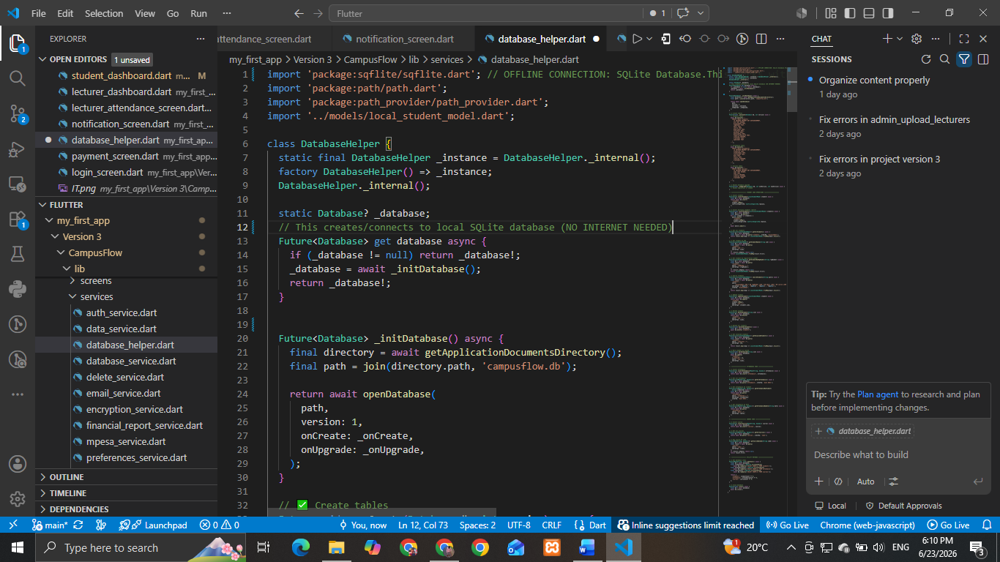 File Edit Selection View Go Run ···
Flutter
1
EXPLORER
OPEN EDITORS 1 unsaved
student_dashboard.dart m... M
lecturer_dashboard.dart my_first_...
lecturer_attendance_screen.dart...
notification_screen.dart my_first_...
database_helper.dart my_first_ap...
payment_screen.dart my_first_app...
login_screen.dart my_first_app\Ver...
IT.png my_first_app\Version 3\Camp...
FLUTTER
my_first_app
Version 3
CampusFlow
lib
screens
services
auth_service.dart
data_service.dart
database_helper.dart
database_service.dart
delete_service.dart
email_service.dart
encryption_service.dart
financial_report_service.dart
mpesa_service.dart
preferences_service.dart
OUTLINE
TIMELINE
DEPENDENCIES
attendance_screen.dart
notification_screen.dart
database_helper.dart
my_first_app > Version 3 > CampusFlow > lib > services > database_helper.dart
1 import 'package:sqflite/sqflite.dart'; // OFFLINE CONNECTION: SQLite Database.Thi
2 import 'package:path/path.dart';
3 import 'package:path_provider/path_provider.dart';
4 import '../models/local_student_model.dart';
5
6 class DatabaseHelper {
7 static final DatabaseHelper _instance = DatabaseHelper._internal();
8 factory DatabaseHelper() => _instance;
9 DatabaseHelper._internal();
10
11 static Database? _database;
12 // This creates/connects to local SQLite database (NO INTERNET NEEDED)
13 Future<Database> get database async {
14 if (_database != null) return _database!;
15 _database = await _initDatabase();
16 return _database!;
17 }
18
19
20 Future<Database> _initDatabase() async {
21 final directory = await getApplicationDocumentsDirectory();
22 final path = join(directory.path, 'campusflow.db');
23
24 return await openDatabase(
25 path,
26 version: 1,
27 onCreate: _onCreate,
28 onUpgrade: _onUpgrade,
29 );
30 }
31
32 // ✅ Create tables
CHAT
SESSIONS
Organize content properly
1 day ago
Fix errors in admin_upload_lecturers
2 days ago
Fix errors in project version 3
2 days ago
Tip: Try the Plan agent to research and plan
before implementing changes.
database_helper.dart
Describe what to build
Auto
Local Default Approvals
main* Launchpad 0 0 You, now Ln 12, Col 73 Spaces: 2 UTF-8 CRLF {} Dart Inline suggestions limit reached Go Live Chrome (web-javascript) Go Live
Type here to search
20°C
ENG
6:10 PM
6/23/2026
3